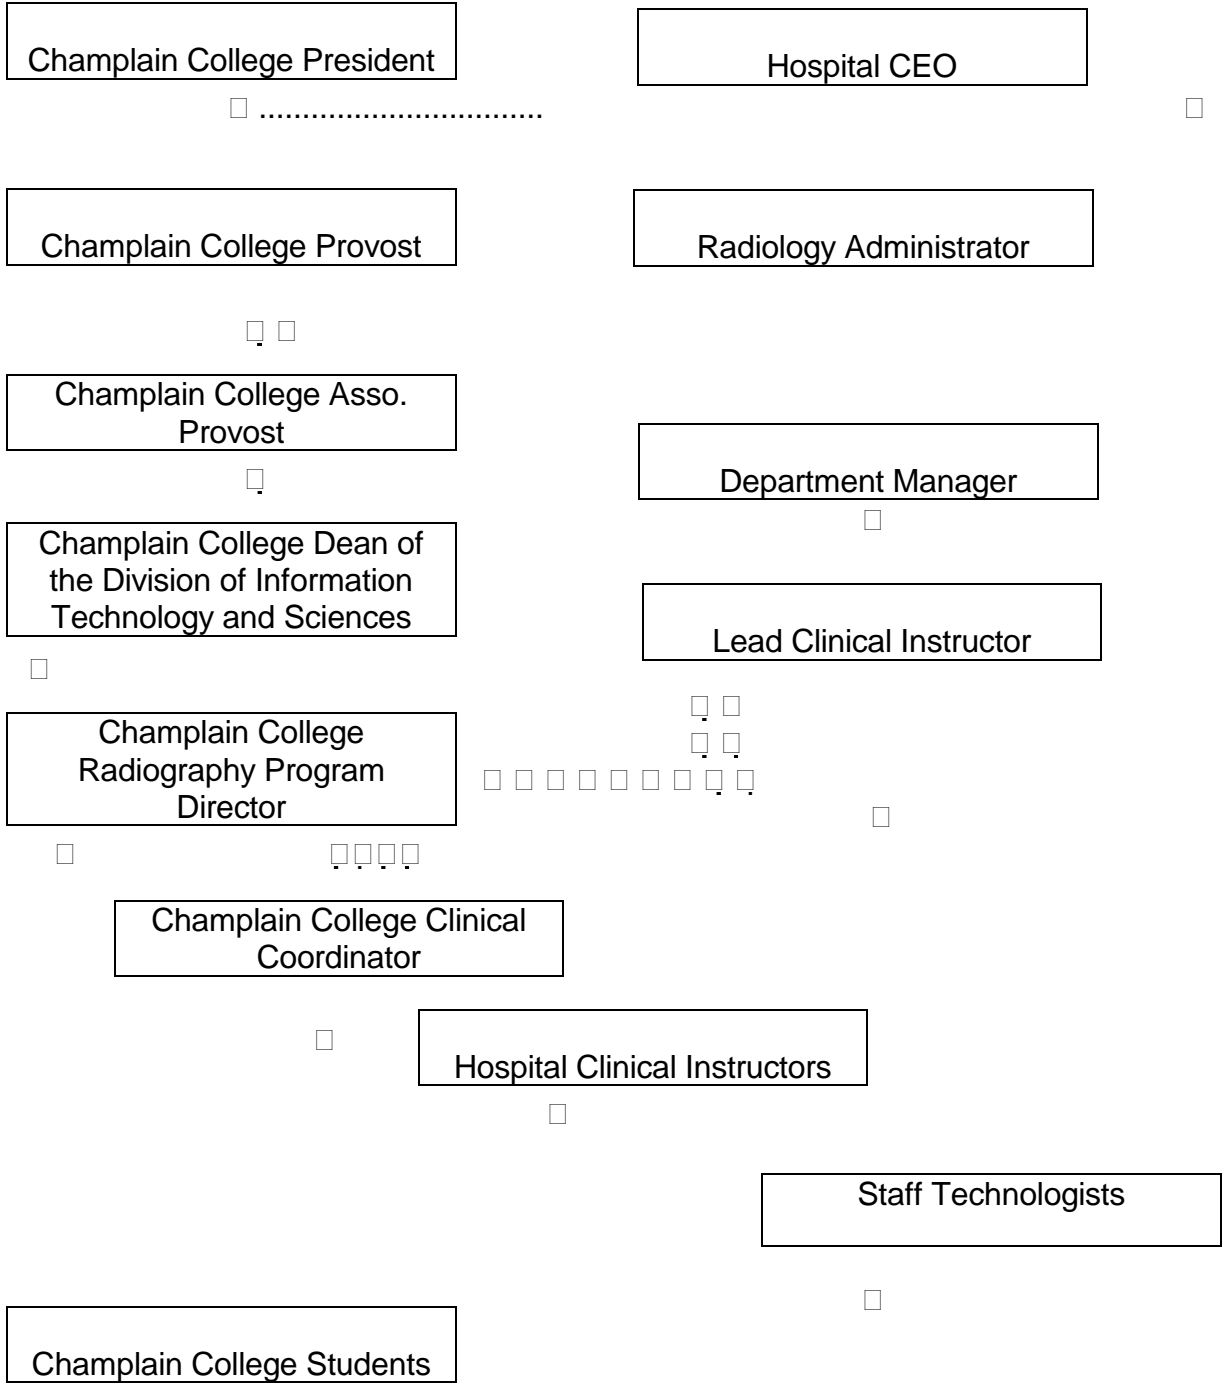 Champlain College President
Hospital CEO
.................................
Champlain College Provost
Radiology Administrator
Champlain College Asso.
Provost
Department Manager
Champlain College Dean of
the Division of Information
Technology and Sciences
Lead Clinical Instructor
Champlain College
Radiography Program
Director
Champlain College Clinical
Coordinator
Hospital Clinical Instructors
Staff Technologists
Champlain College Students